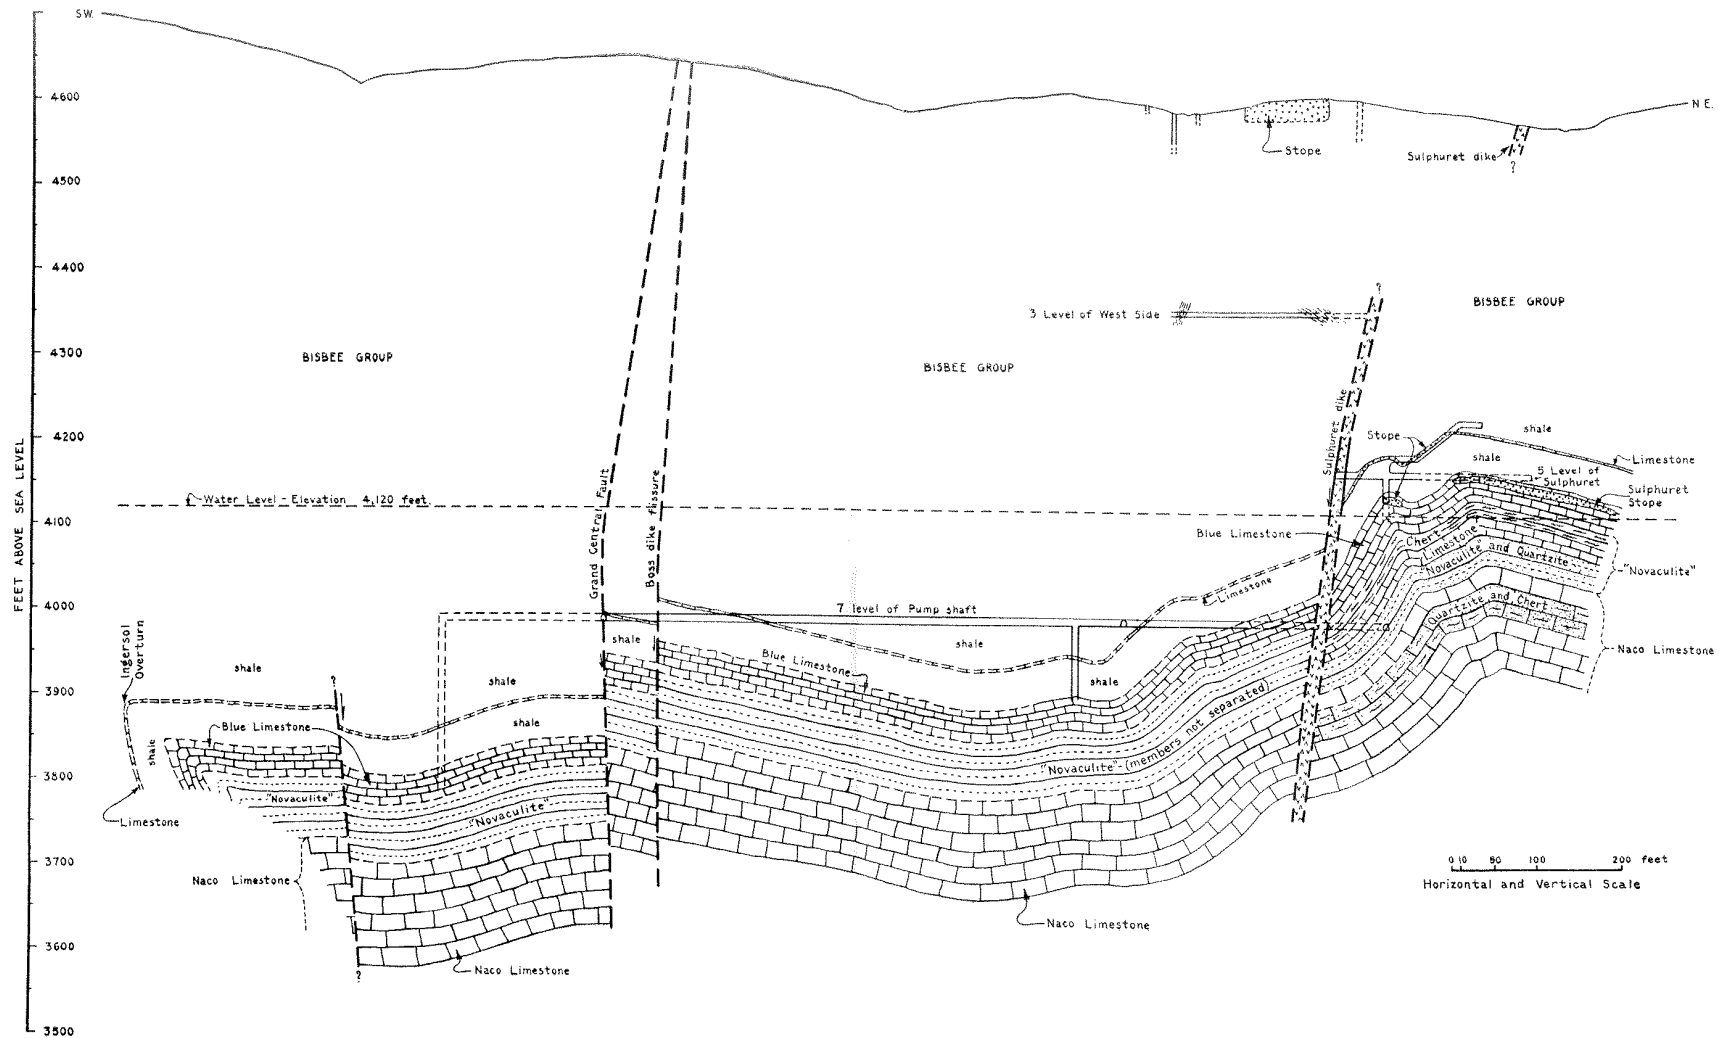 SW.
N E.
4600
Stope
Sulphuret dike
?
4500
4400
?
3 Level of West Side
BISBEE GROUP
4300
BISBEE GROUP
BISBEE GROUP
4200
FEET ABOVE SEA LEVEL
Sulphuret dike
Stope
shale
shale
Limestone
5 Level of
Sulphuret
Sulphuret
Stope
Water Level - Elevation 4,120 feet.
Grand Central Fault
Boss dike fissure
4100
Blue Limestone
Chert
Limestone
Novaculite" and Quartzite
"Novaculite"
Limestone
4000
7 level of Pump shaft
Quartzite and Chert
Naco Limestone
shale
shale
Ingersol
Overturn
shale
Blue Limestone
shale
shale
3900
?
Blue Limestone
shale
shale
"Novaculite" (members not separated)
3800
"Novaculite"
"Novaculite"
Limestone
3700
Naco Limestone
0 10 50 100 200 feet
Horizontal and Vertical Scale
Naco Limestone
3600
Naco Limestone
?
3500